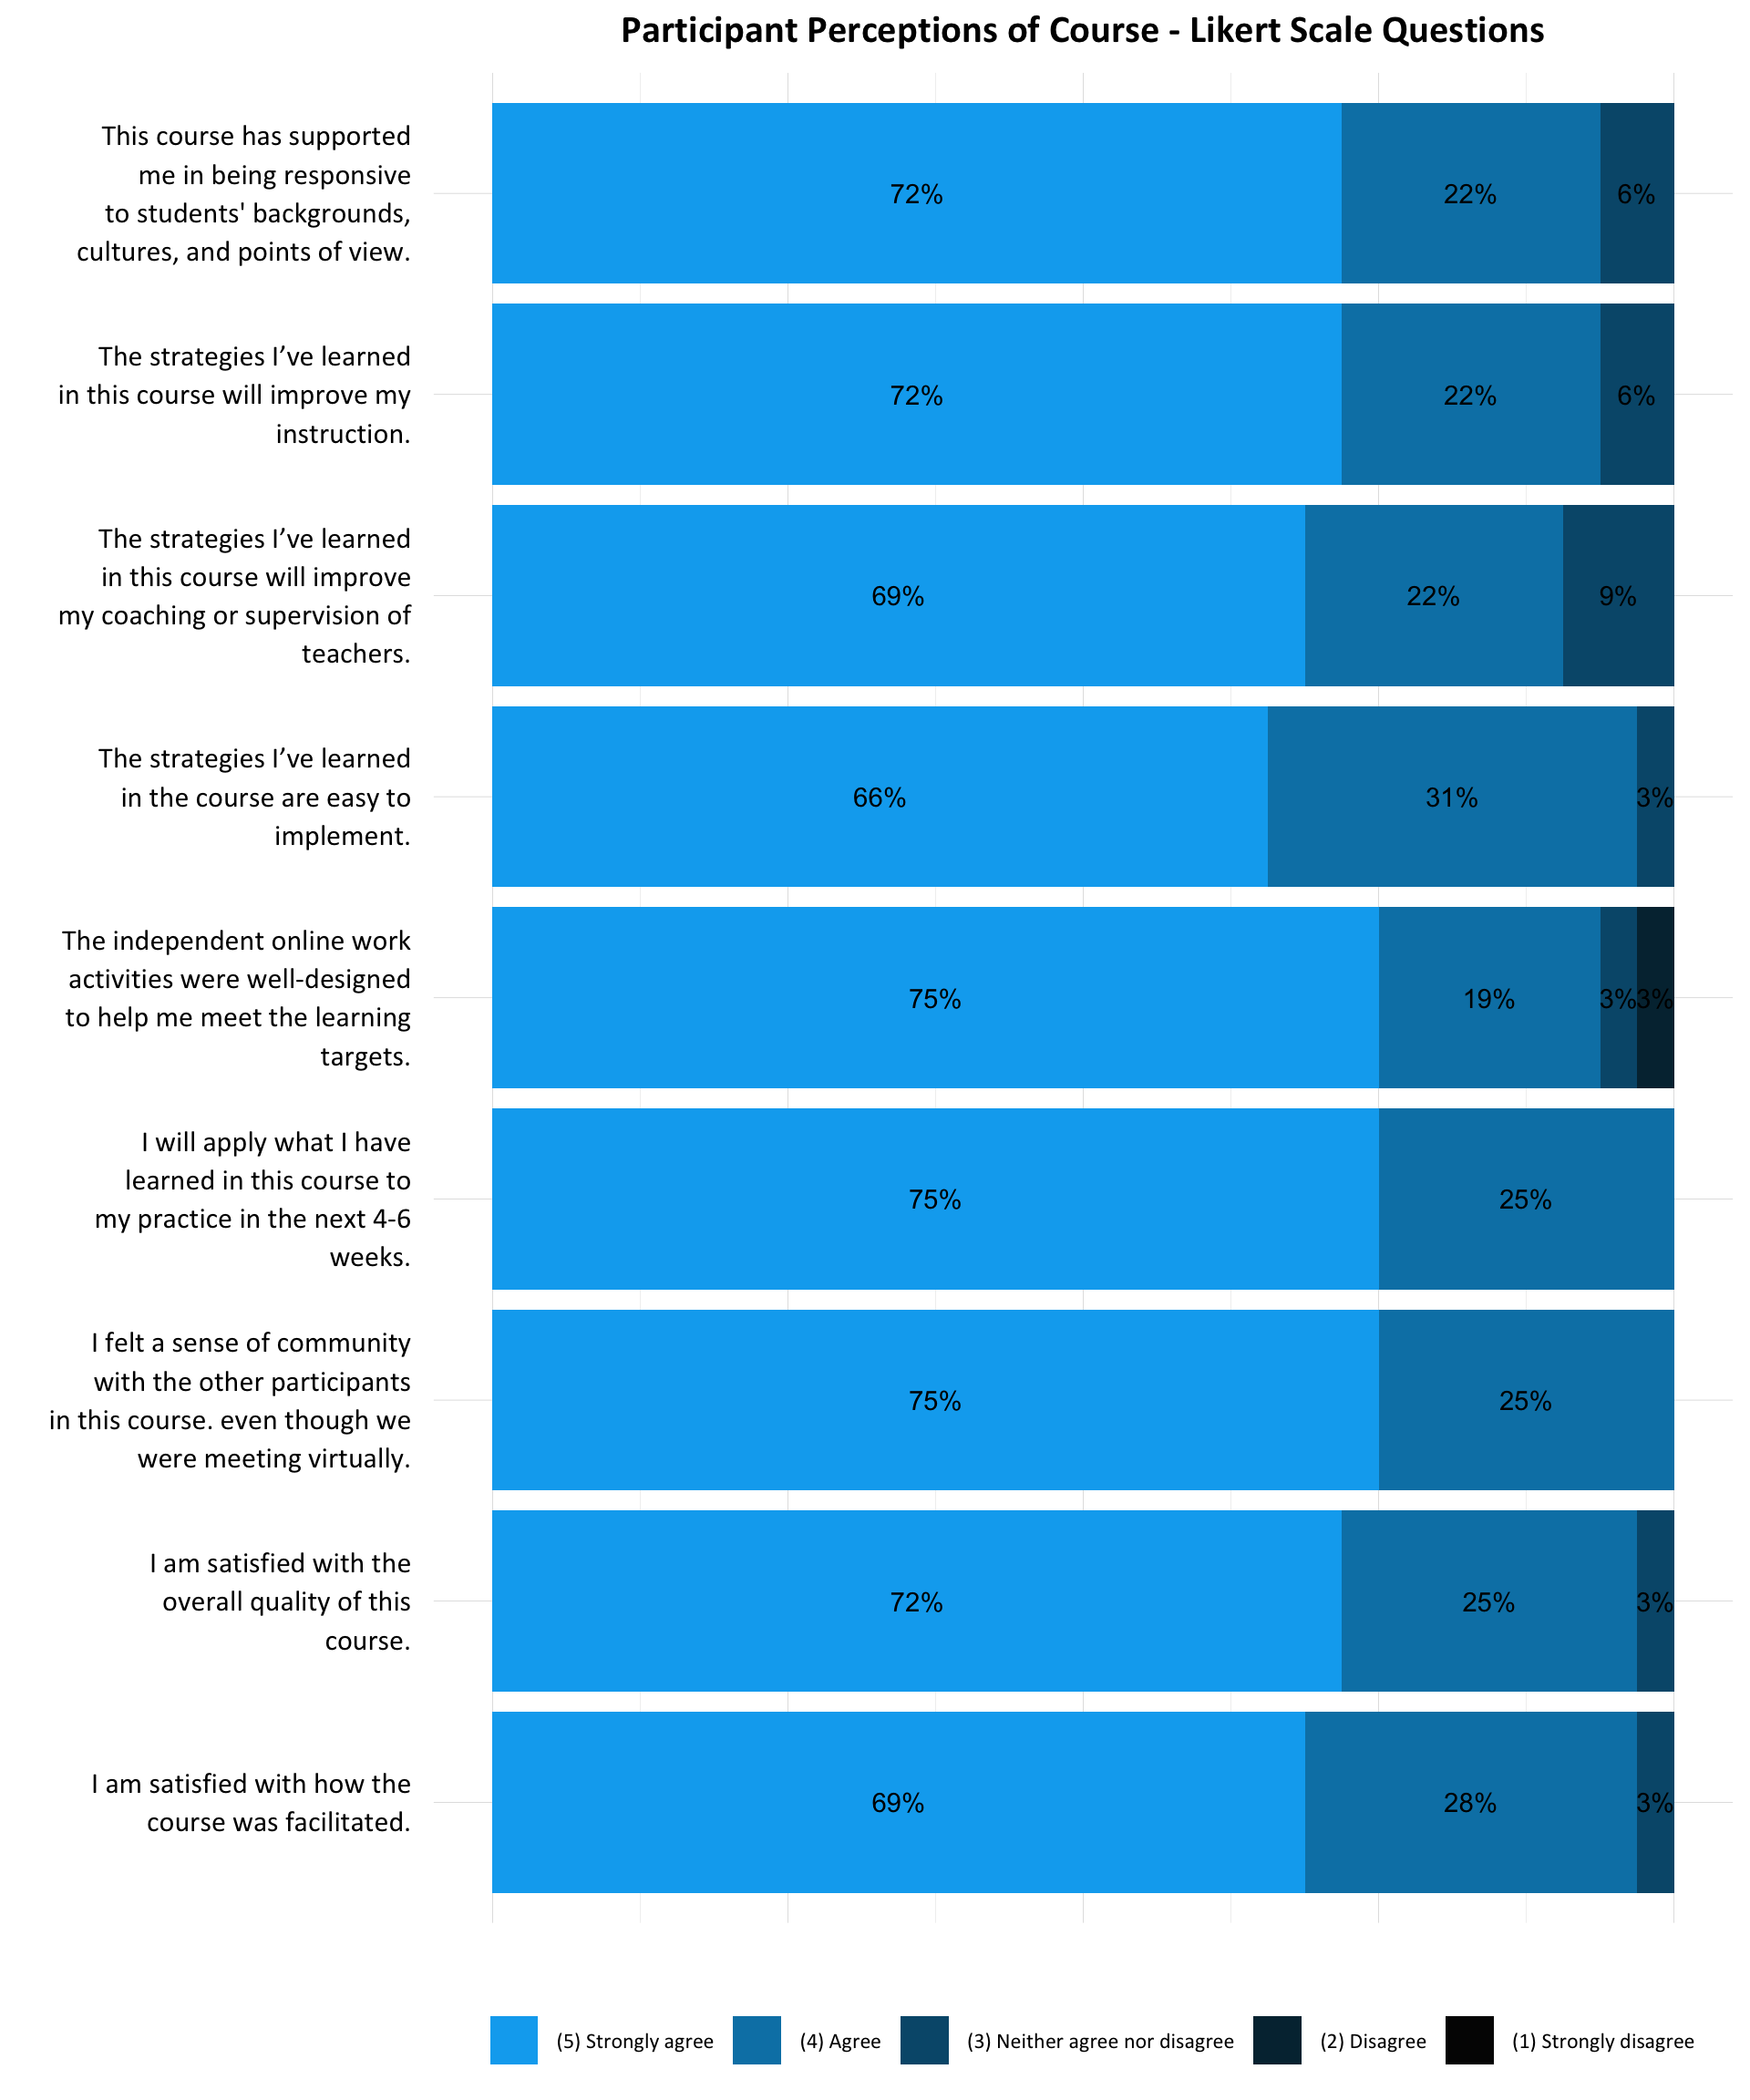 Participant Perceptions of Course - Likert Scale Questions
This course has supported
me in being responsive
to students' backgrounds,
cultures, and points of view.
72% 22% 6%
The strategies I’ve learned
in this course will improve my
instruction.
72% 22% 6%
The strategies I’ve learned
in this course will improve
my coaching or supervision of
teachers.
69% 22% 9%
The strategies I’ve learned
in the course are easy to
implement.
66% 31% 3%
The independent online work
activities were well-designed
to help me meet the learning
targets.
75% 19% 3% 3%
I will apply what I have
learned in this course to
my practice in the next 4-6
weeks.
75% 25%
I felt a sense of community
with the other participants
in this course. even though we
were meeting virtually.
75% 25%
I am satisfied with the
overall quality of this
course.
72% 25% 3%
I am satisfied with how the
course was facilitated.
69% 28% 3%
(5) Strongly agree (4) Agree (3) Neither agree nor disagree (2) Disagree (1) Strongly disagree